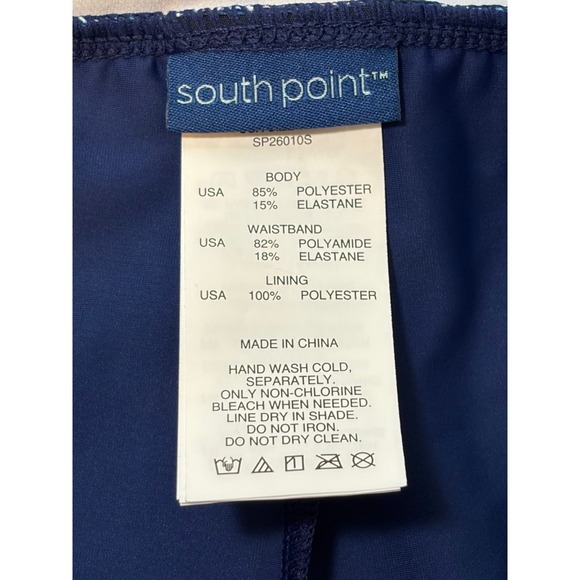 south point™
SP26010S
BODY
USA 85% POLYESTER
15% ELASTANE
WAISTBAND
USA 82% POLYAMIDE
18% ELASTANE
LINING
USA 100% POLYESTER
MADE IN CHINA
HAND WASH COLD,
SEPARATELY.
ONLY NON-CHLORINE
BLEACH WHEN NEEDED.
LINE DRY IN SHADE.
DO NOT IRON.
DO NOT DRY CLEAN.